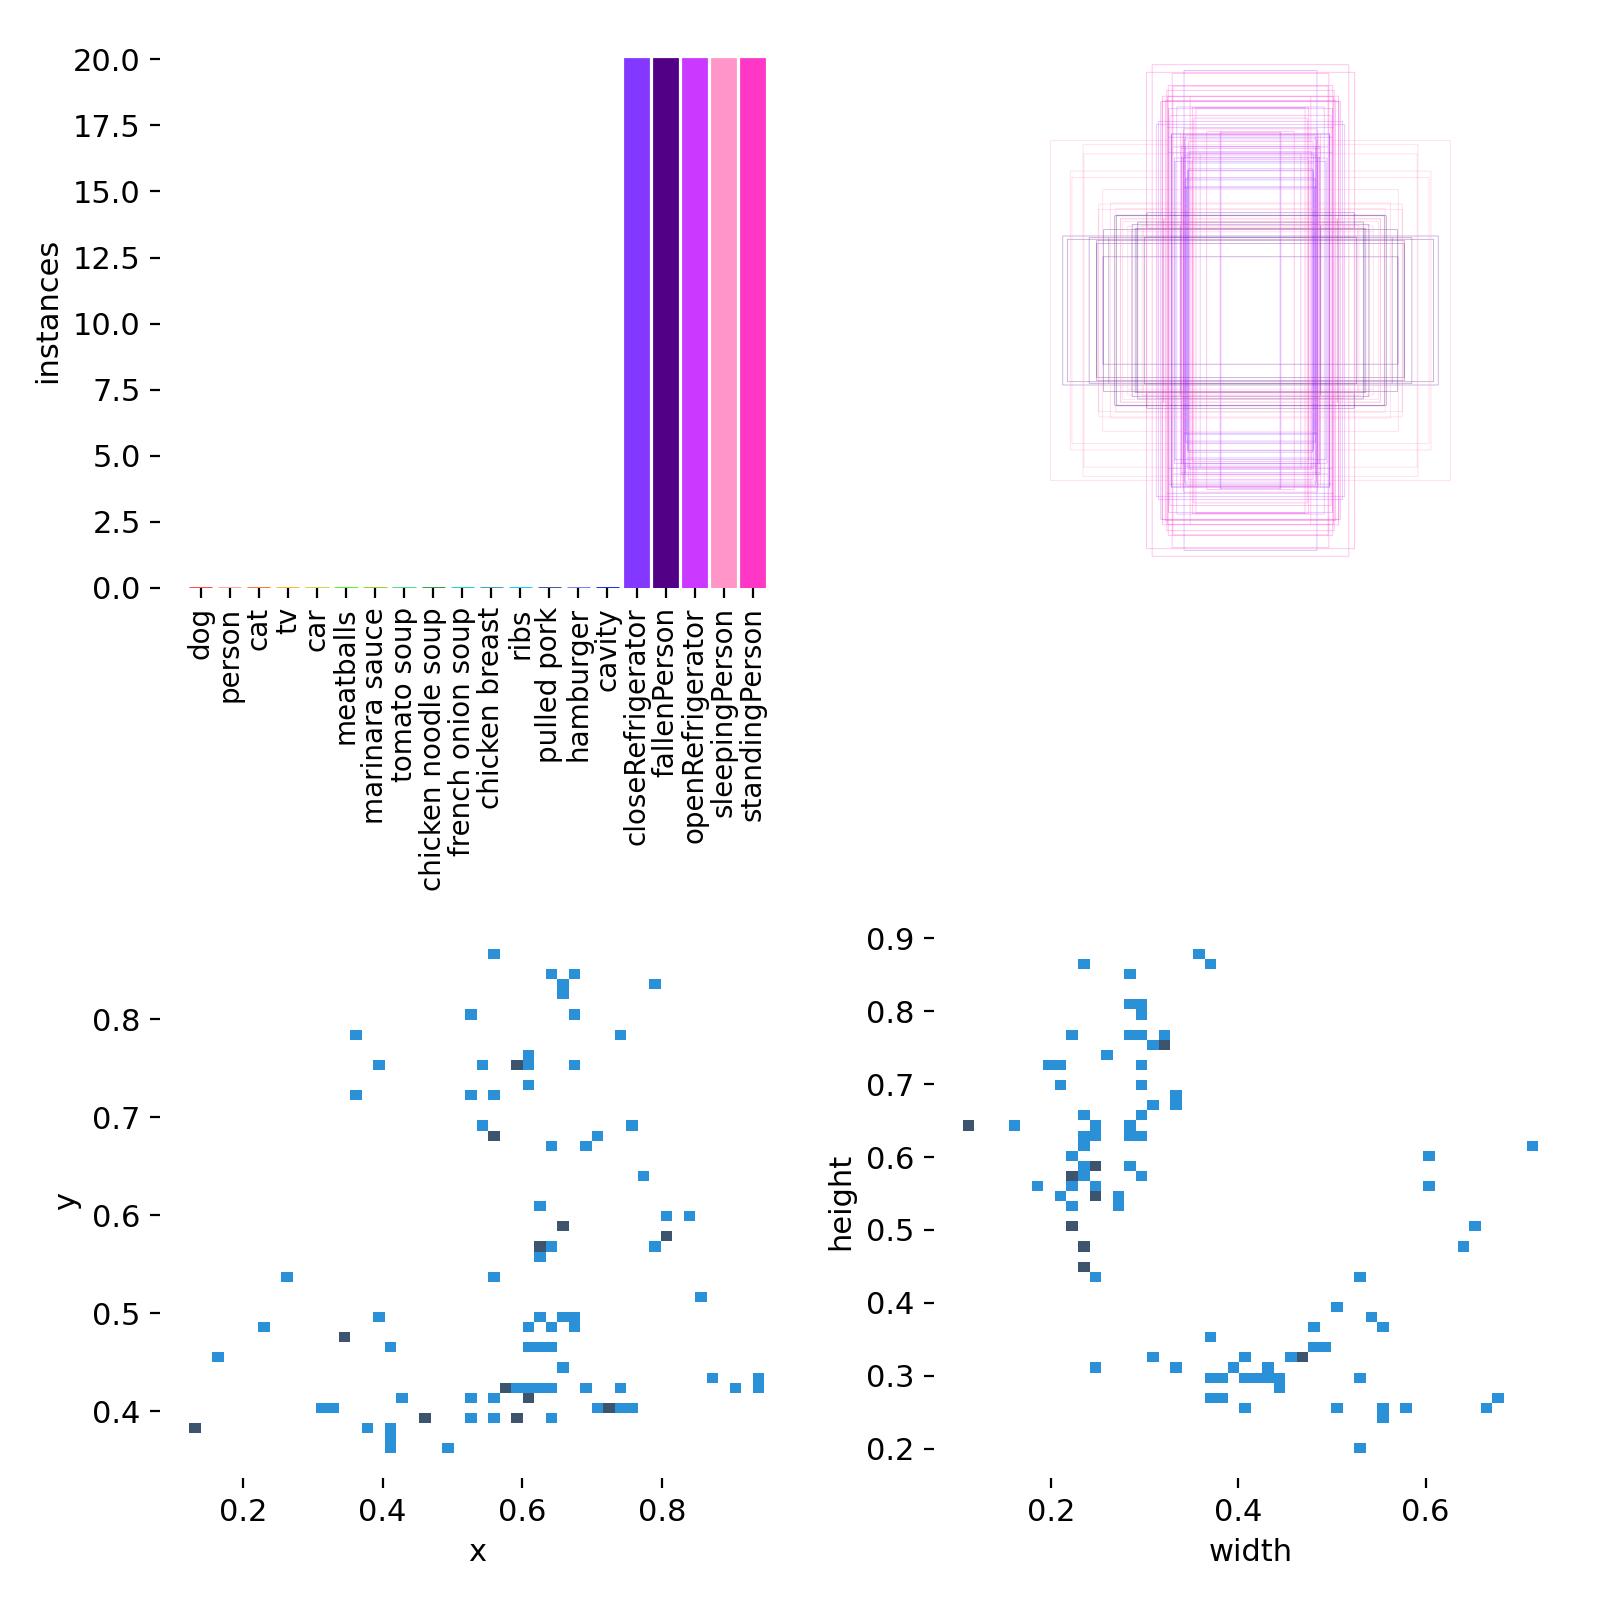 20.0
17.5
15.0
12.5
10.0
7.5
5.0
2.5
0.0
instances
dog
person
cat
tv
car
meatballs
marinara sauce
tomato soup
chicken noodle soup
french onion soup
chicken breast
ribs
pulled pork
hamburger
cavity
closeRefrigerator
fallenPerson
openRefrigerator
sleepingPerson
standingPerson
0.8
0.7
0.6
0.5
0.4
y
0.2
0.4
0.6
0.8
x
0.9
0.8
0.7
0.6
0.5
0.4
0.3
0.2
height
0.2
0.4
0.6
width